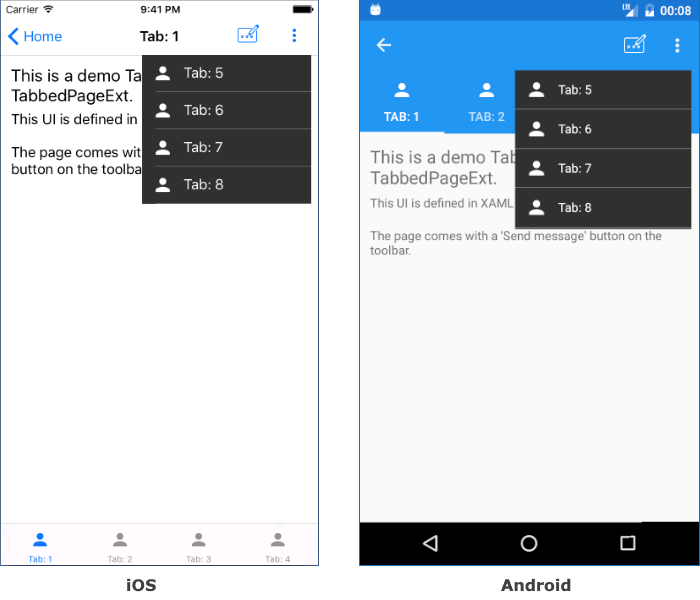 Carrier 9:41 PM
Home Tab: 1
Tab: 5
Tab: 6
Tab: 7
Tab: 8
This is a demo Tab
TabbedPageExt.
This UI is defined in
The page comes wit
button on the toolba
Tab: 1 Tab: 2 Tab: 3 Tab: 4
iOS
LTE 00:08
TAB: 1 TAB: 2
Tab: 5
Tab: 6
Tab: 7
Tab: 8
This is a demo Tab
TabbedPageExt.
This UI is defined in XAML
The page comes with a 'Send message' button on the
toolbar.
Android